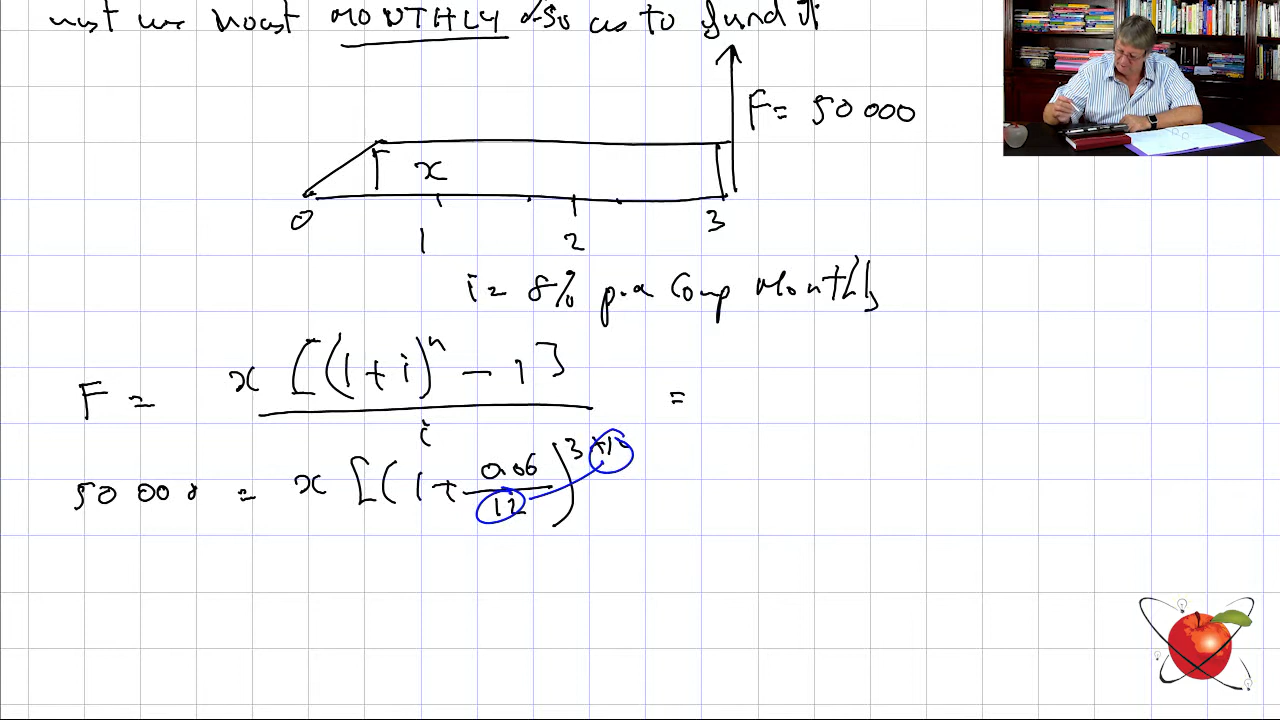 must we invest MONTHLY so as to fund it
F = 50 000
x
0 1 2 3
i = 8% p.a Comp Monthly
F = x [(1+i)^n - 1] / i =
50 000 = x [(1 + 0.06/12)^3×12